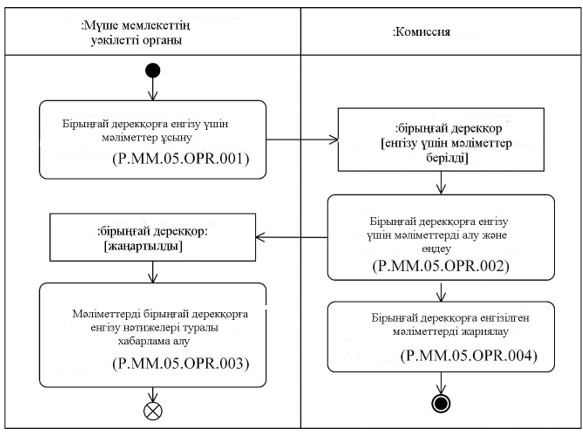 :Мүше мемлекеттің
уәкілетті органы
:Комиссия
Бірыңғай дерекқорға енгізу үшін
мәліметтер ұсыну
(P.MM.05.OPR.001)
:бірыңғай дерекқор
[енгізу үшін мәліметтер
берілді]
Бірыңғай дерекқорға енгізу
үшін мәліметтерді алу және
өңдеу
(P.MM.05.OPR.002)
:бірыңғай дерекқор:
[жаңартылды]
Мәліметтерді бірыңғай дерекқорға
енгізу нәтижелері туралы
хабарлама алу
(P.MM.05.OPR.003)
Бірыңғай дерекқорға енгізілген
мәліметтерді жариялау
(P.MM.05.OPR.004)